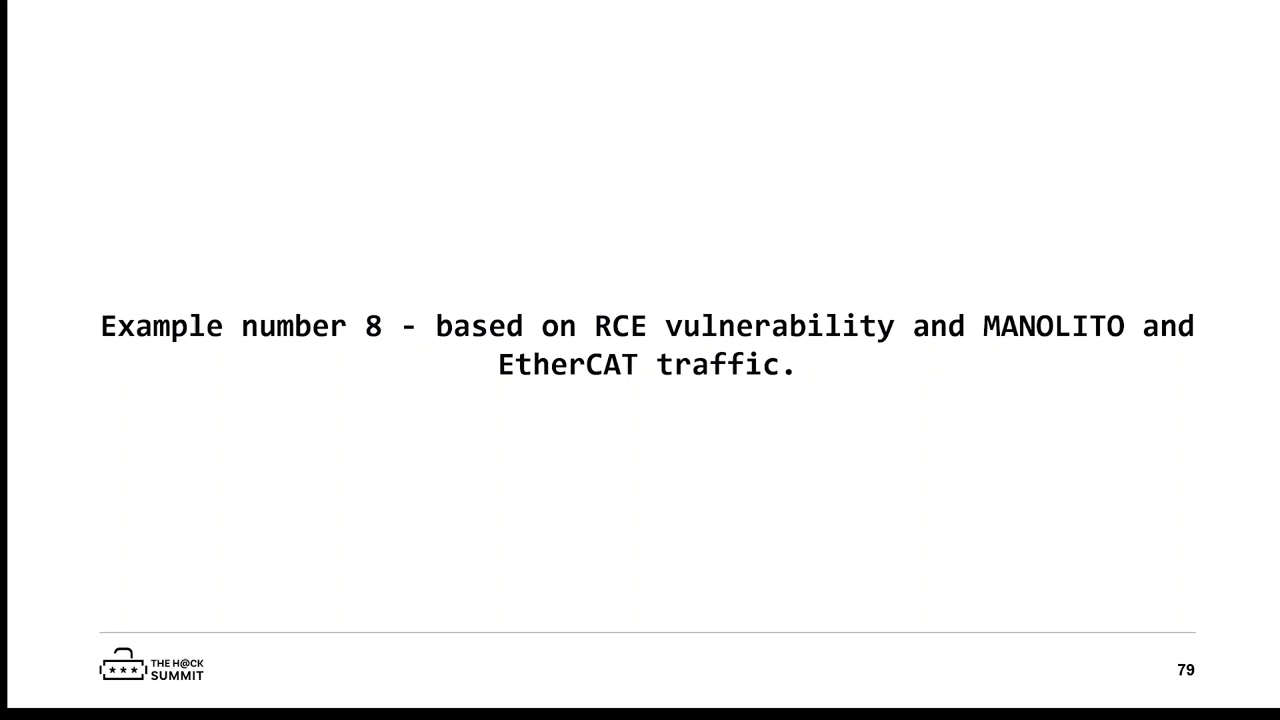 Example number 8 - based on RCE vulnerability and MANOLITO and
EtherCAT traffic.
THE H@CK
SUMMIT
79